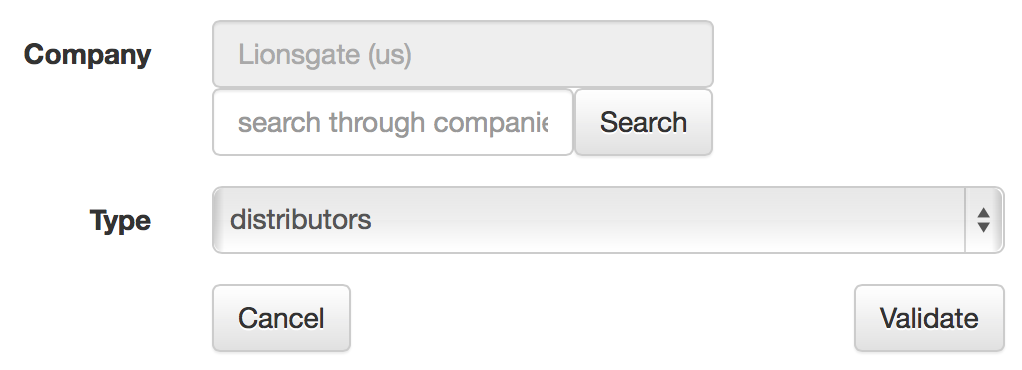 Company
Lionsgate (us)
search through companie
Search
Type
distributors
Cancel
Validate